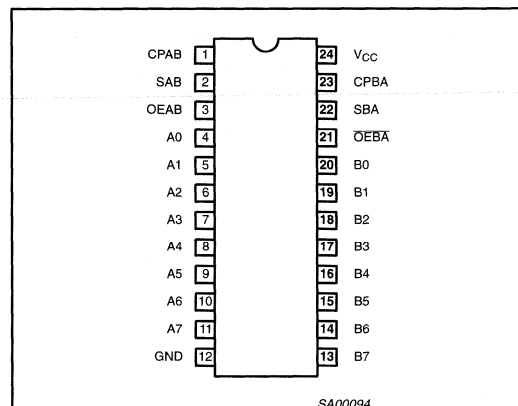 CPAB 1 24 VCC
SAB 2 23 CPBA
OEAB 3 22 SBA
A0 4 21 O̅E̅B̅A̅
A1 5 20 B0
A2 6 19 B1
A3 7 18 B2
A4 8 17 B3
A5 9 16 B4
A6 10 15 B5
A7 11 14 B6
GND 12 13 B7
SA00094